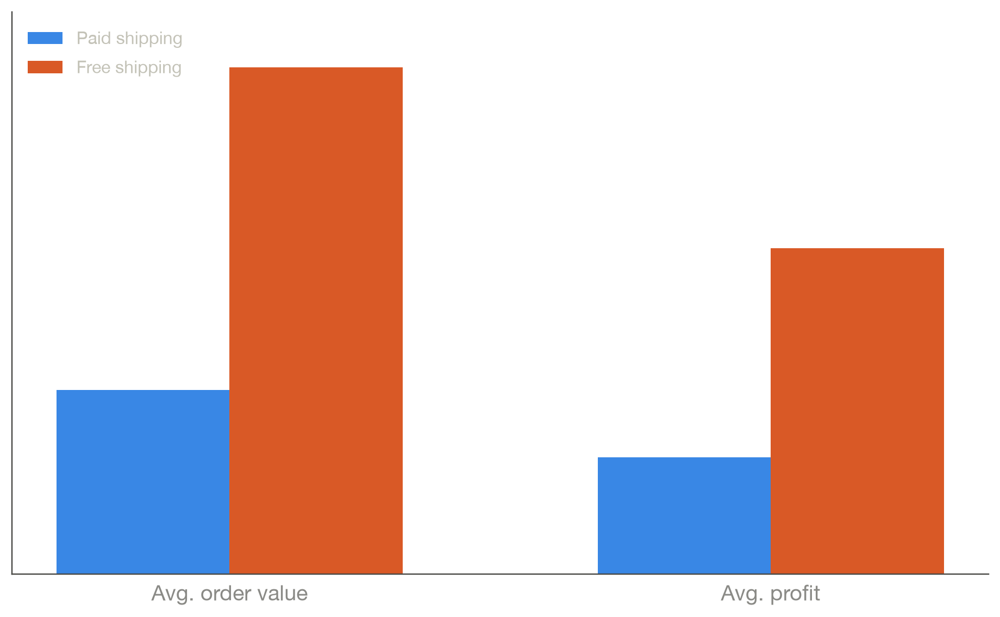 Paid shipping
Free shipping
Avg. order value
Avg. profit